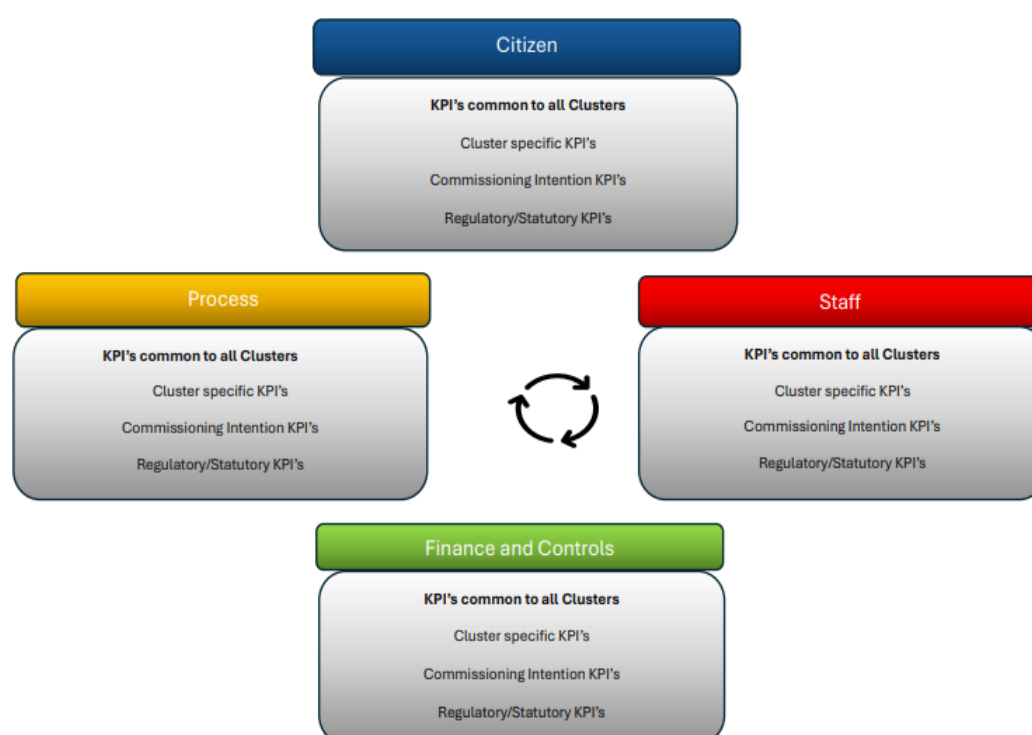 Citizen
KPI's common to all Clusters
Cluster specific KPI's
Commissioning Intention KPI's
Regulatory/Statutory KPI's
Process
KPI's common to all Clusters
Cluster specific KPI's
Commissioning Intention KPI's
Regulatory/Statutory KPI's
Staff
KPI's common to all Clusters
Cluster specific KPI's
Commissioning Intention KPI's
Regulatory/Statutory KPI's
Finance and Controls
KPI's common to all Clusters
Cluster specific KPI's
Commissioning Intention KPI's
Regulatory/Statutory KPI's